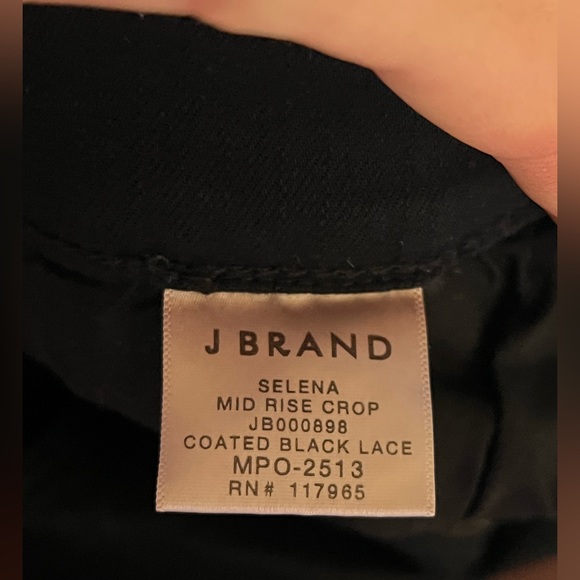 J BRAND
SELENA
MID RISE CROP
JB000898
COATED BLACK LACE
MPO-2513
RN# 117965